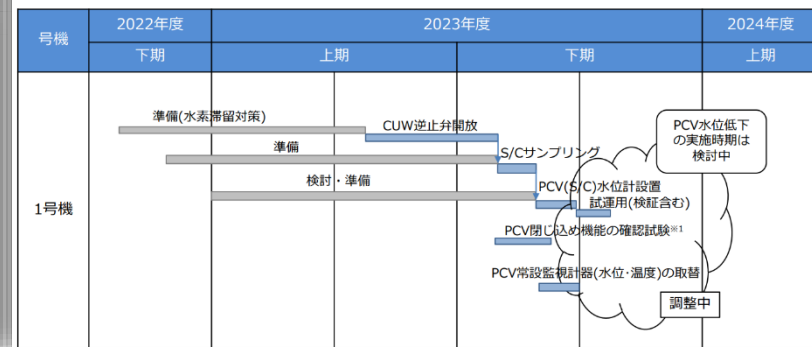 号機
2022年度
2023年度
2024年度
下期
上期
下期
上期
1号機
準備(水素滞留対策)
CUW逆止弁開放
準備
S/Cサンプリング
検討・準備
PCV(S/C)水位計設置
試運用(検証含む)
PCV閉じ込め機能の確認試験※1
PCV常設監視計器(水位・温度)の取替
PCV水位低下
の実施時期は
検討中
調整中